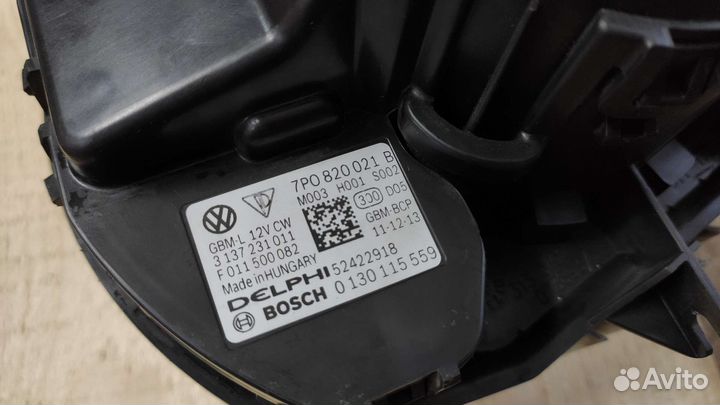 7P0 820 021 B
M003 H001 S002
GBM-L 12V CW
3 137 231 011
F 011 500 082
Made in HUNGARY
3D0 D05
GBM-BCP
11-12-13
DELPHI 52422918
BOSCH 0 130 115 559
Avito